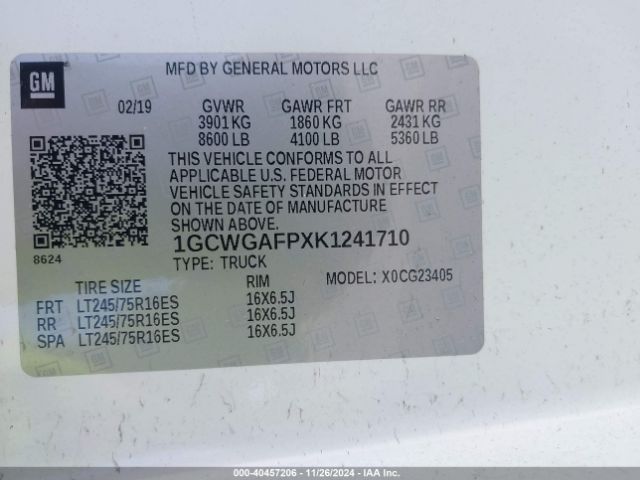 GM
MFD BY GENERAL MOTORS LLC
02/19 GVWR GAWR FRT GAWR RR
3901 KG 1860 KG 2431 KG
8600 LB 4100 LB 5360 LB
THIS VEHICLE CONFORMS TO ALL
APPLICABLE U.S. FEDERAL MOTOR
VEHICLE SAFETY STANDARDS IN EFFECT
ON THE DATE OF MANUFACTURE
SHOWN ABOVE.
8624
1GCWGAFPXK1241710
TYPE: TRUCK MODEL: X0CG23405
TIRE SIZE RIM
FRT LT245/75R16ES 16X6.5J
RR LT245/75R16ES 16X6.5J
SPA LT245/75R16ES 16X6.5J
000-40457206 - 11/26/2024 - IAA Inc.